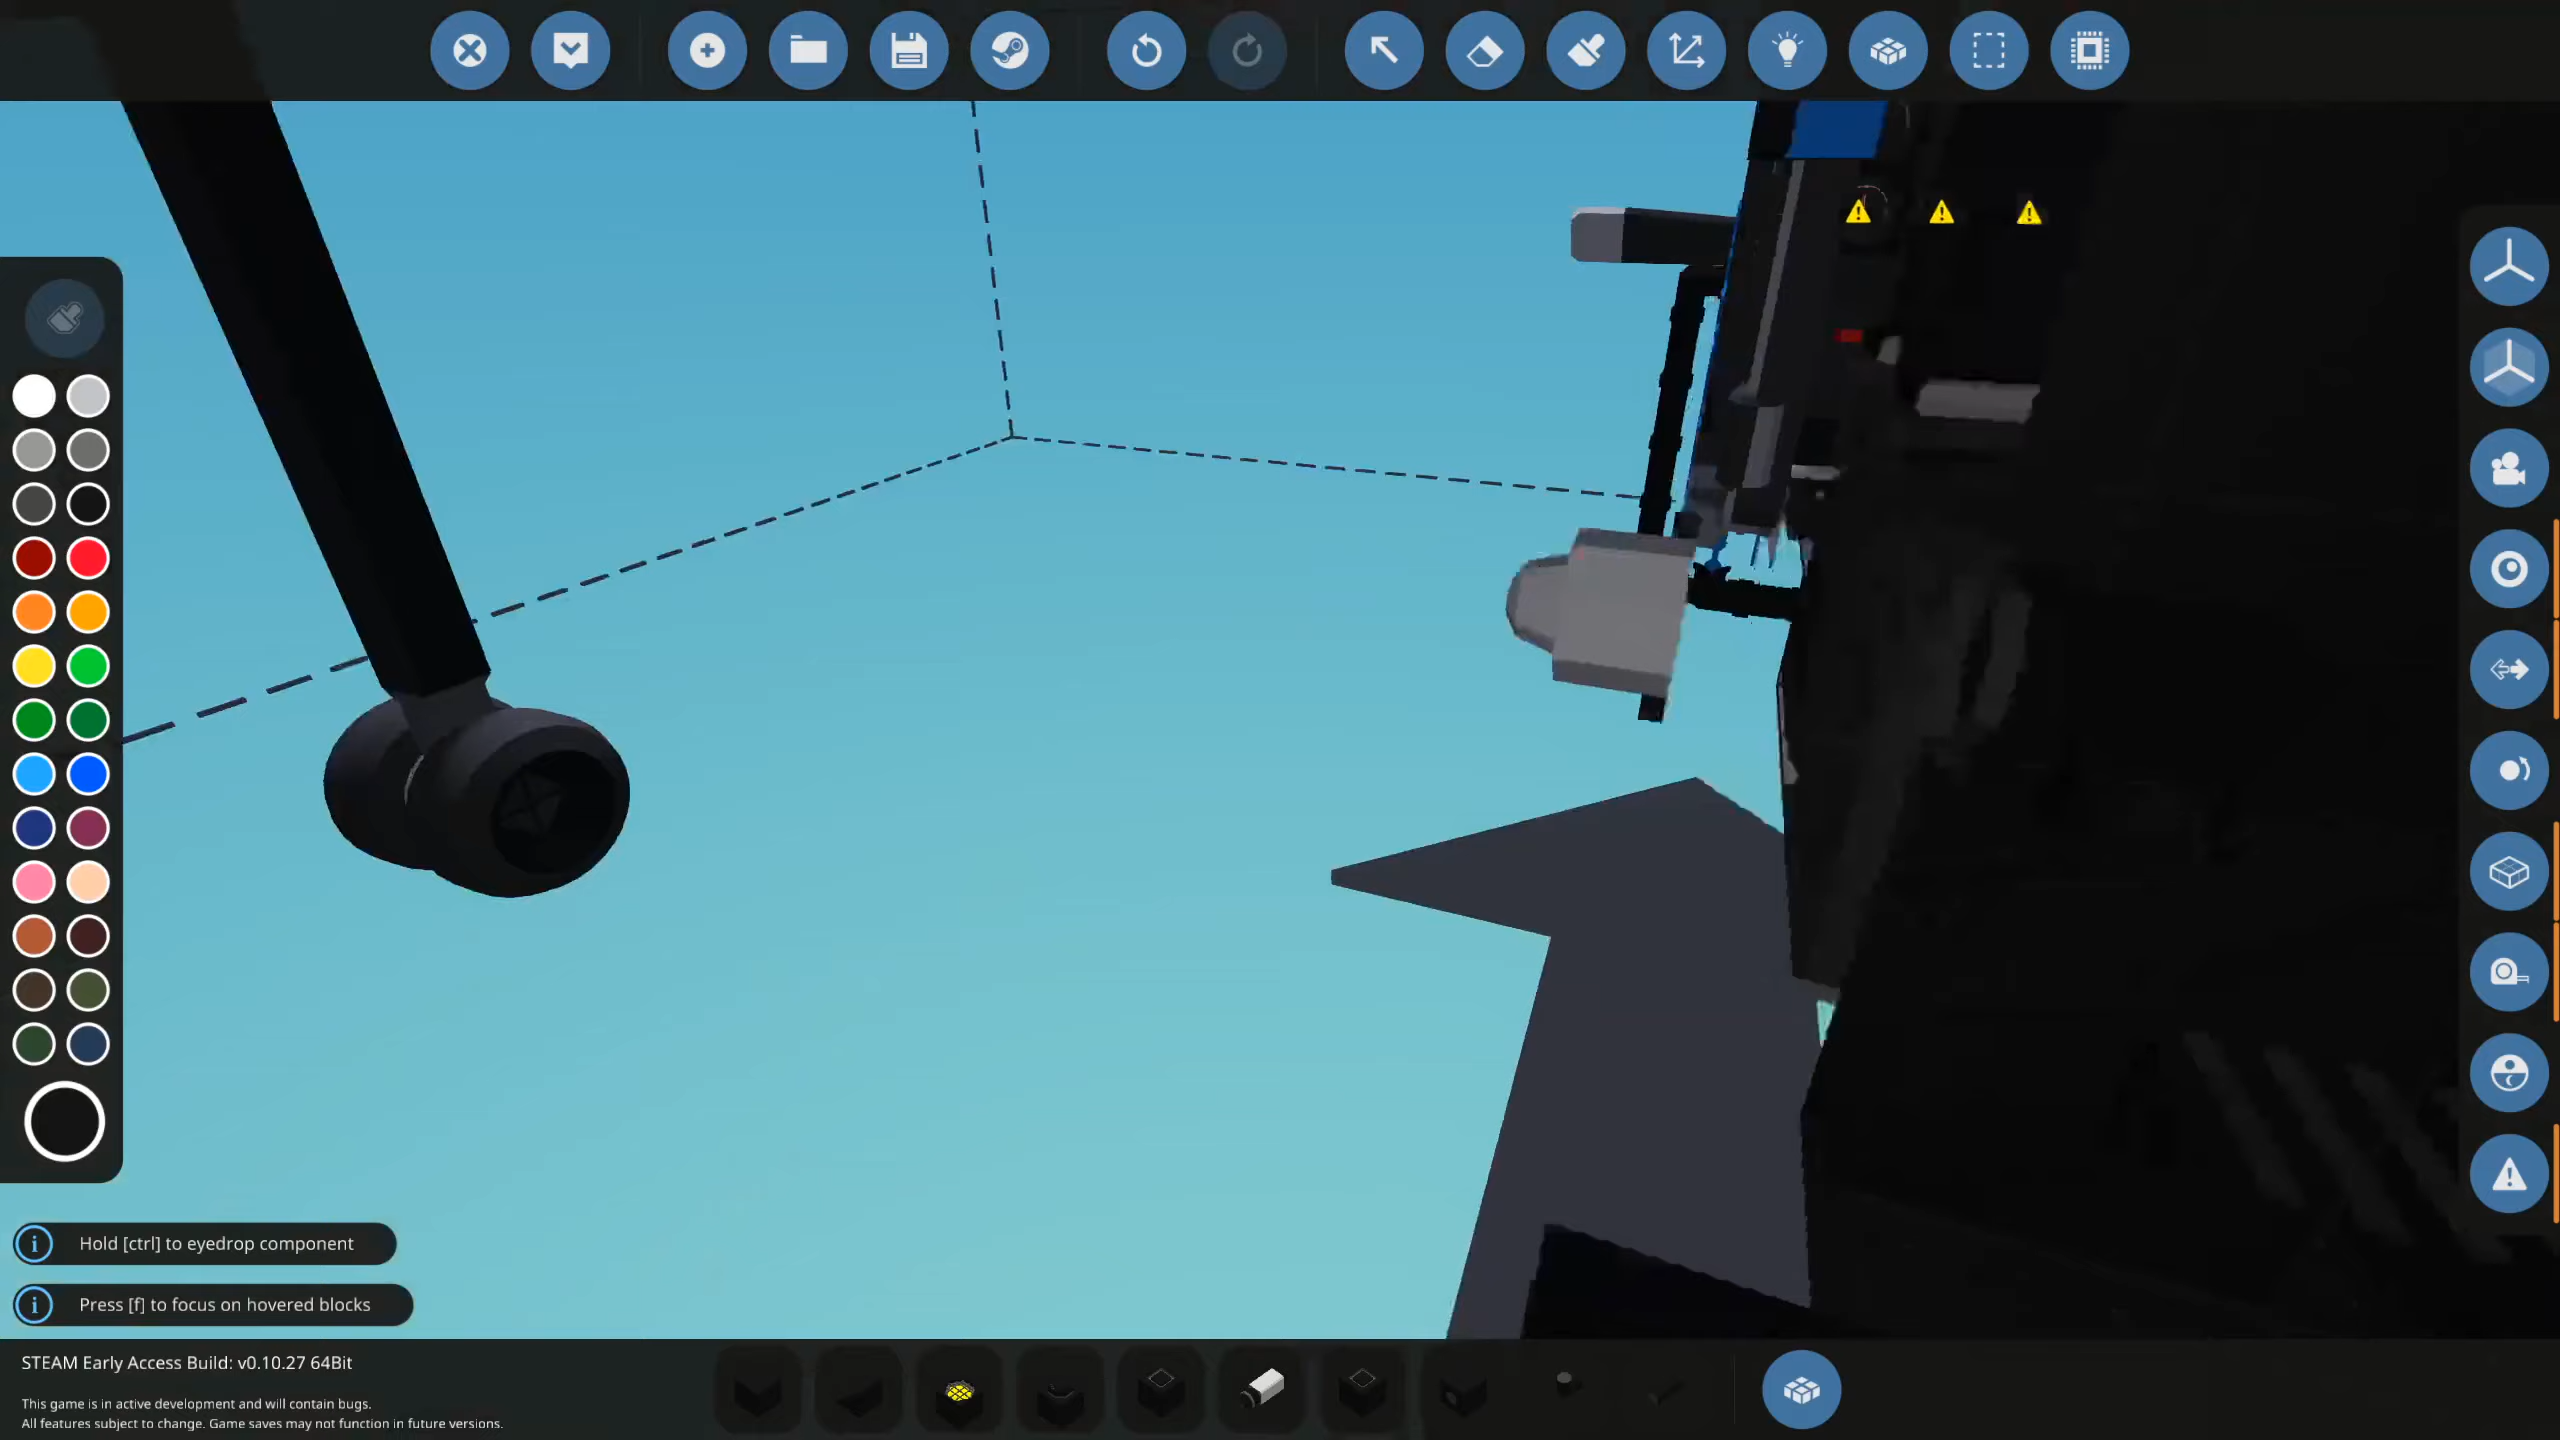 Hold [ctrl] to eyedrop component
Press [f] to focus on hovered blocks
STEAM Early Access Build: v0.10.27 64Bit
This game is in active development and will contain bugs.
All features subject to change. Game saves may not function in future versions.